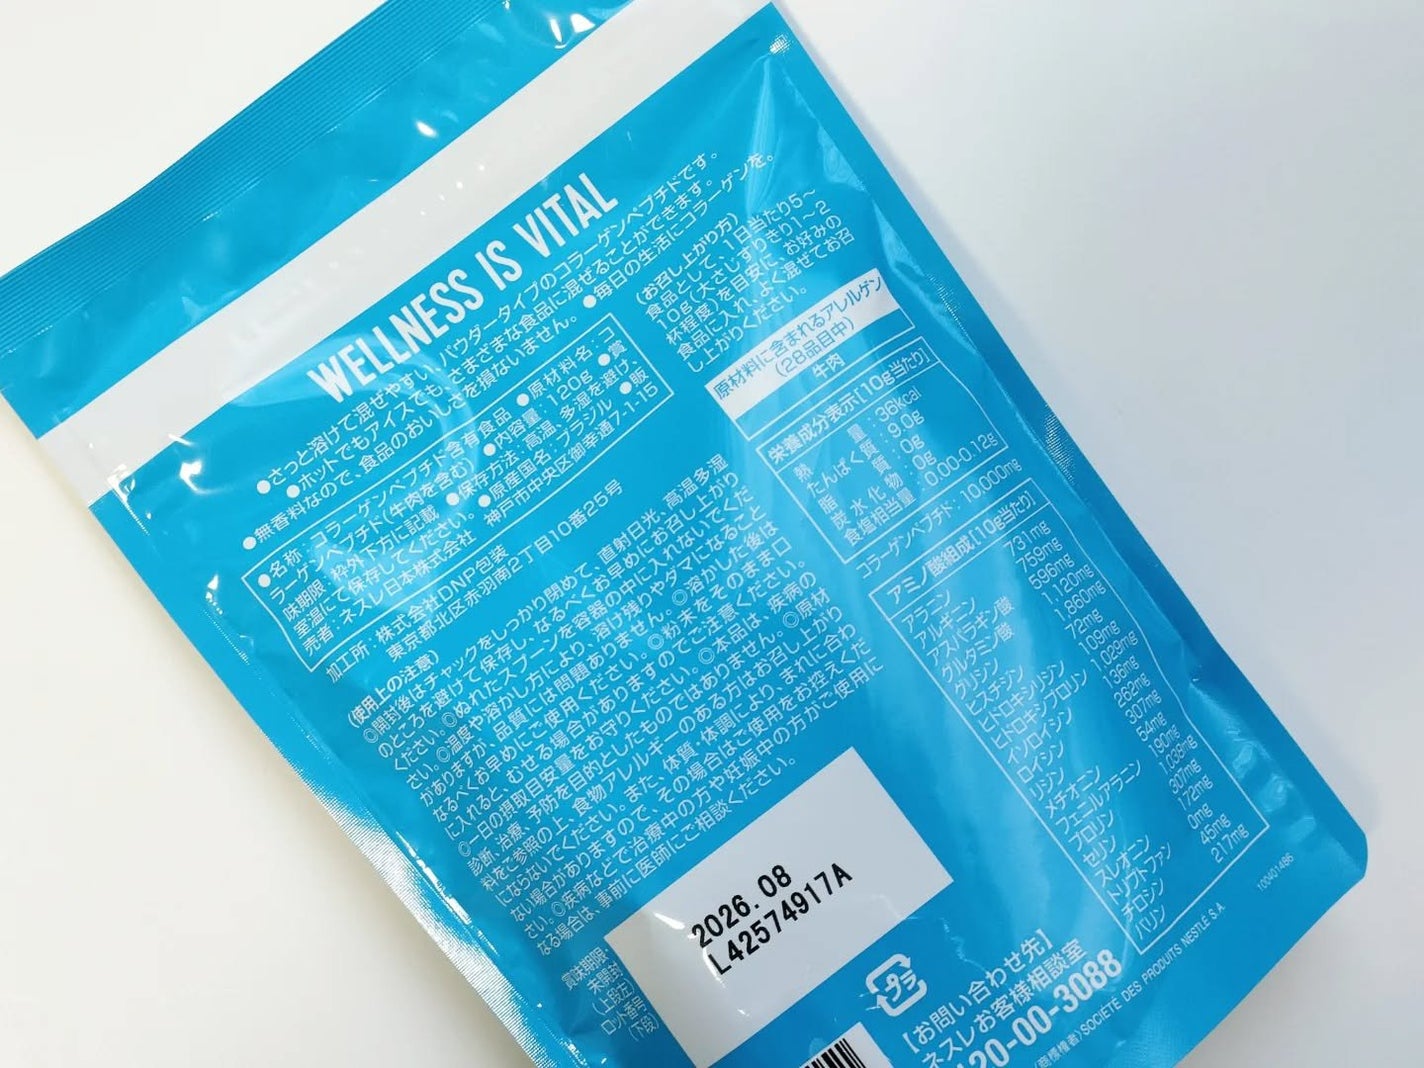 WELLNESS IS VITAL
●さっと溶けて混ぜやすい、パウダータイプのコラーゲンペプチドです。
●ホットでもアイスでも、さまざまな食品に混ぜることができます。
●無香料なので、食品のおいしさを損ないません。●毎日の生活にコラーゲンを。
●名称：コラーゲンペプチド含有食品 ●原材料名：コ
ラーゲンペプチド(牛肉を含む) ●内容量：120g ●賞
味期限：枠外下方に記載 ●保存方法：高温、多湿を避け、
室温にて保存してください。●原産国名：ブラジル ●販
売者：ネスレ日本株式会社 神戸市中央区御幸通7-1-15
加工所：株式会社DNP包装
東京都北区赤羽南2丁目10番25号
(使用上の注意)
◎開封後はチャックをしっかり閉めて、直射日光、高温多湿
のところを避けて保存し、なるべくお早めにお召し上がり
ください。◎ぬれたスプーンを容器の中に入れないでくだ
さい。◎温度や溶かし方により、溶け残りやダマになること
がありますが、品質には問題ありません。◎溶かした後は
なるべくお早めにご使用ください。◎粉末をそのまま口
に入れると、むせる場合がありますのでご注意ください。
◎一日の摂取目安量をお守りください。◎本品は、疾病の
診断、治療、予防を目的としたものではありません。◎原材
料をご参照の上、食物アレルギーのある方はお召し上がり
にならないでください。また、体質・体調により、まれに合わ
ない場合がありますので、その場合はご使用をお控えくだ
さい。◎疾病などで治療中の方や妊娠中の方がご使用に
なる場合は、事前に医師にご相談ください。
賞味期限・
未開封
(上段左)
ロット番号
(下段)
2026.08
L42574917A
(お召し上がり方)
食品として、1日当たり5〜
10g(大さじすりきり1〜2
杯程度)を目安に、お好みの
食品に入れ、よく混ぜてお召
し上がりください。
原材料に含まれるアレルゲン
(28品目中)
牛肉
栄養成分表示[10g当たり]
熱量：36kcal
たんぱく質：9.0g
脂質：0g
炭水化物：0g
食塩相当量：0.00-0.12g
コラーゲンペプチド：10,000mg
アミノ酸組成[10g当たり]
アラニン 731mg
アルギニン 759mg
アスパラギン酸 596mg
グルタミン酸 1,120mg
グリシン 1,860mg
ヒスチジン 72mg
ヒドロキシリジン 109mg
ヒドロキシプロリン 1,029mg
イソロイシン 136mg
ロイシン 262mg
リジン 307mg
メチオニン 54mg
フェニルアラニン 190mg
プロリン 1,039mg
セリン 307mg
スレオニン 172mg
トリプトファン 0mg
チロシン 45mg
バリン 217mg
100401486
プラ
【お問い合わせ先】
ネスレお客様相談室
20-00-3088
(商標権者) SOCIÉTÉ DES PRODUITS NESTLÉ S.A.